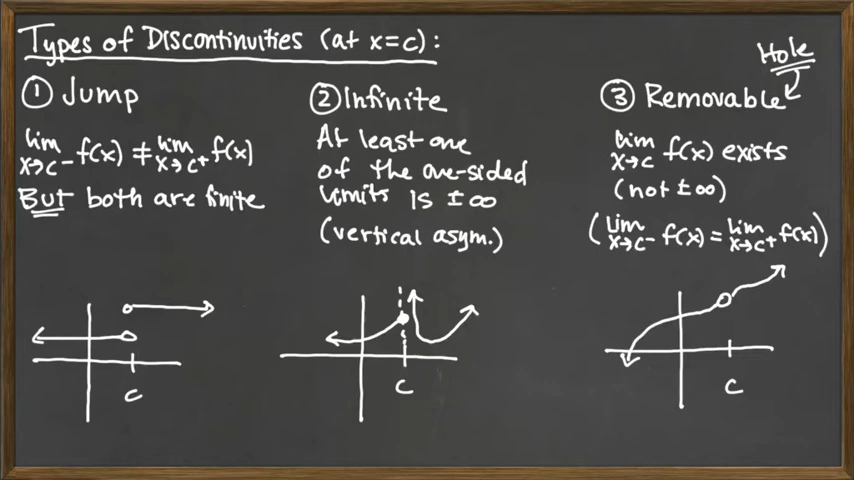 Types of Discontinuities (at x=c):
Hole
① Jump
lim x→c⁻ f(x) ≠ lim x→c⁺ f(x)
But both are finite
c
② Infinite
At least one
of the one-sided
limits is ±∞
(vertical asym.)
c
③ Removable
lim x→c f(x) exists
(not ±∞)
(lim x→c⁻ f(x) = lim x→c⁺ f(x))
c